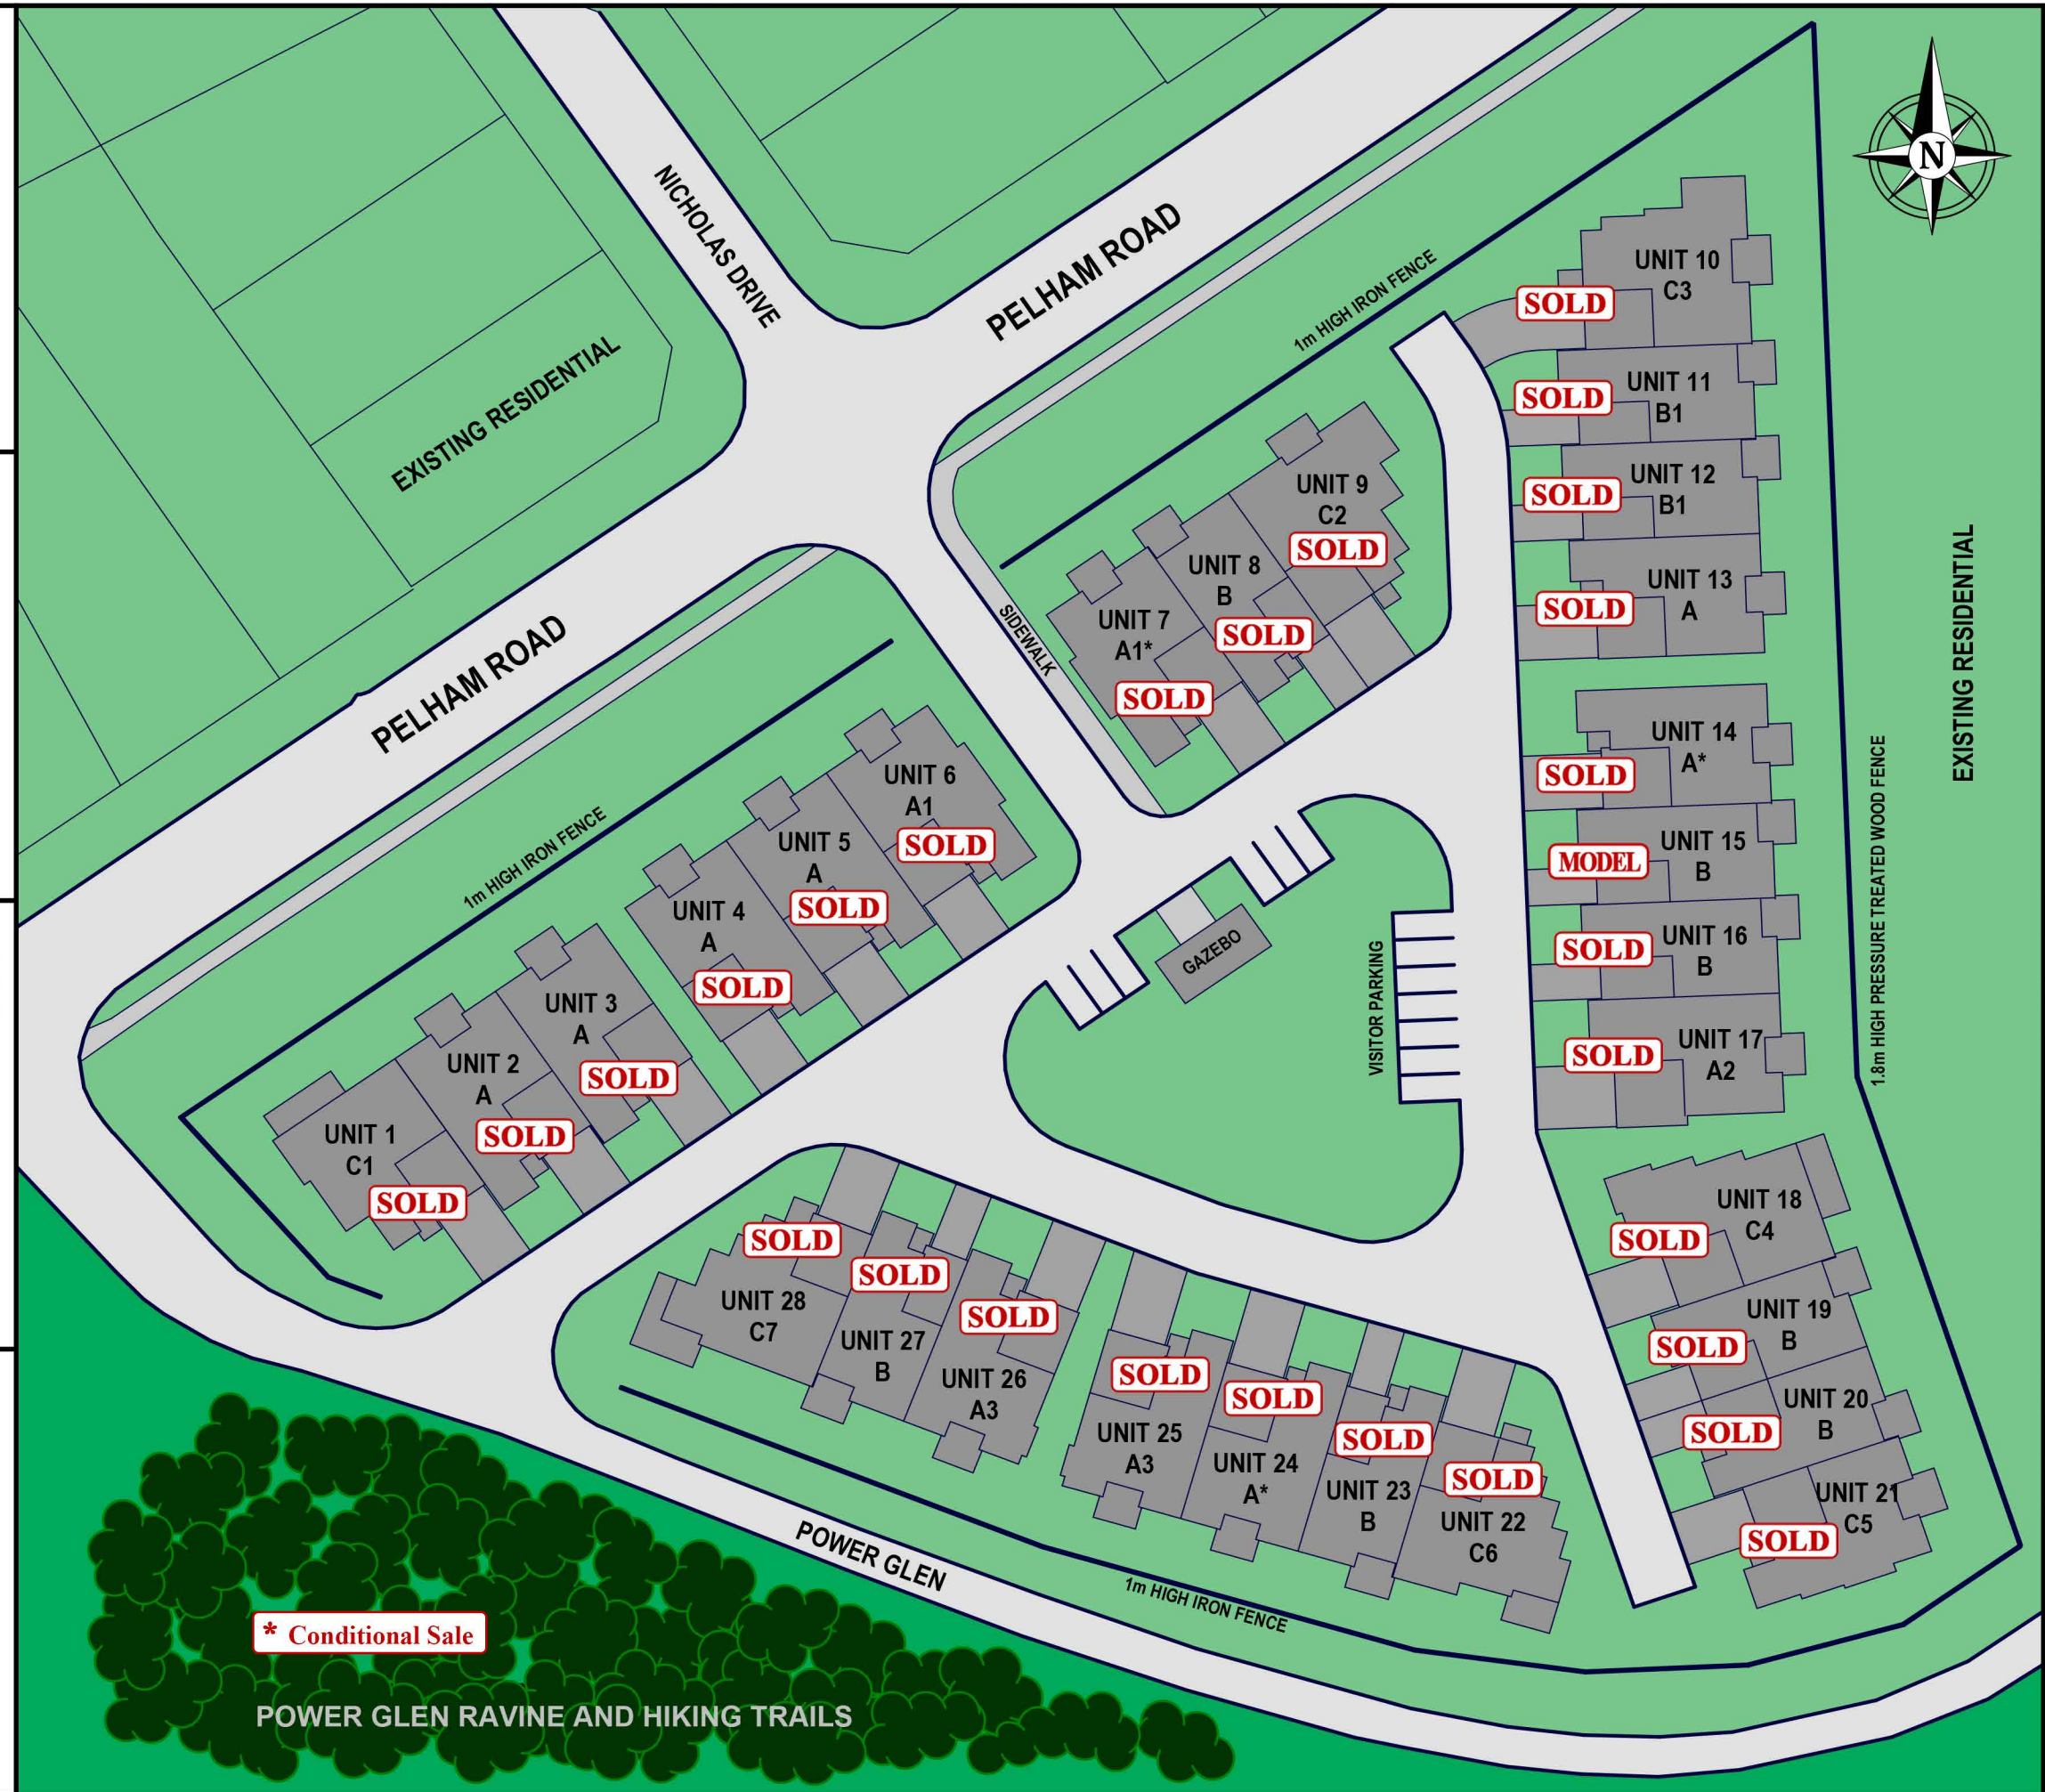 N
NICHOLAS DRIVE
PELHAM ROAD
1m HIGH IRON FENCE
EXISTING RESIDENTIAL
UNIT 10
C3
SOLD
UNIT 11
B1
SOLD
UNIT 12
B1
SOLD
UNIT 13
A
SOLD
UNIT 9
C2
SOLD
UNIT 8
B
SOLD
UNIT 7
A1*
SOLD
SIDEWALK
EXISTING RESIDENTIAL
1.8m HIGH PRESSURE TREATED WOOD FENCE
UNIT 14
A*
SOLD
UNIT 15
B
MODEL
UNIT 16
B
SOLD
UNIT 17
A2
SOLD
PELHAM ROAD
1m HIGH IRON FENCE
UNIT 6
A1
SOLD
UNIT 5
A
SOLD
UNIT 4
A
SOLD
UNIT 3
A
SOLD
UNIT 2
A
SOLD
UNIT 1
C1
SOLD
GAZEBO
VISITOR PARKING
UNIT 18
C4
SOLD
UNIT 19
B
SOLD
UNIT 20
B
SOLD
UNIT 21
C5
SOLD
SOLD
UNIT 28
C7
SOLD
UNIT 27
B
SOLD
UNIT 26
A3
SOLD
UNIT 25
A3
SOLD
UNIT 24
A*
SOLD
UNIT 23
B
SOLD
UNIT 22
C6
POWER GLEN
1m HIGH IRON FENCE
* Conditional Sale
POWER GLEN RAVINE AND HIKING TRAILS